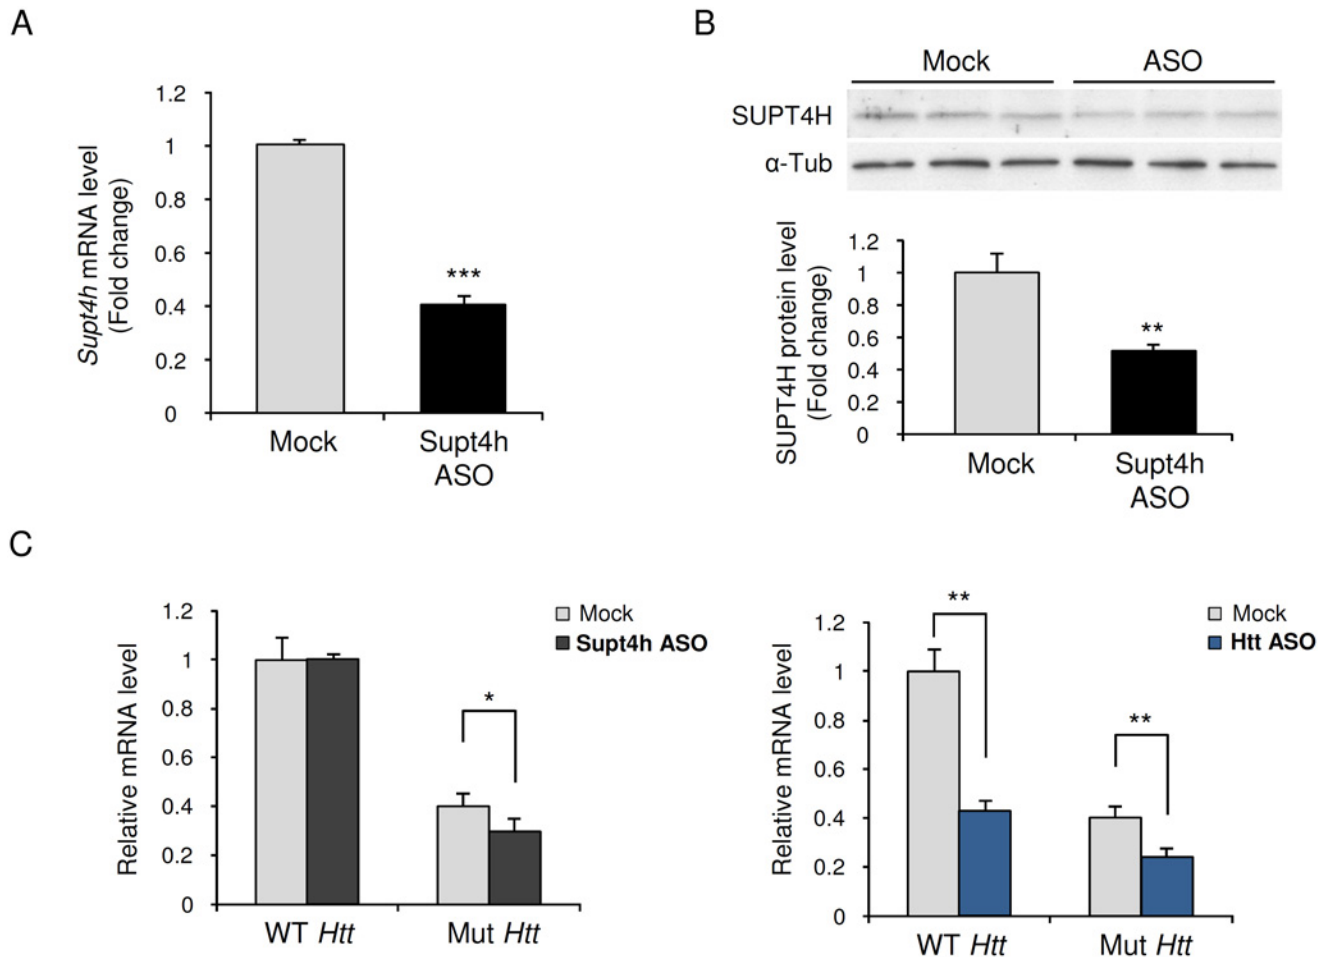 A
1.2
1
0.8
0.6
0.4
0.2
0
Supt4h mRNA level
(Fold change)
***
Mock
Supt4h
ASO
B
Mock
ASO
SUPT4H
α-Tub
1.2
1
0.8
0.6
0.4
0.2
0
SUPT4H protein level
(Fold change)
**
Mock
Supt4h
ASO
C
1.2
1
0.8
0.6
0.4
0.2
0
Relative mRNA level
Mock
Supt4h ASO
*
WT Htt
Mut Htt
1.2
1
0.8
0.6
0.4
0.2
0
Relative mRNA level
**
**
Mock
Htt ASO
WT Htt
Mut Htt